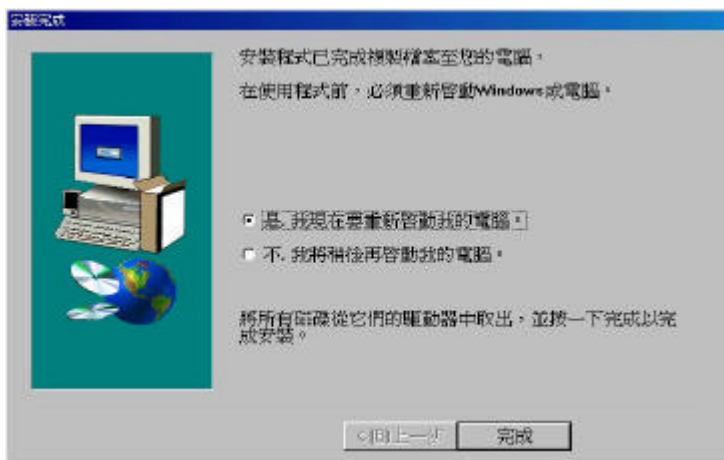 安裝完成
安裝程式已完成複製檔案至您的電腦。
在使用程式前，必須重新啓動Windows或電腦。
是, 我現在要重新啓動我的電腦。
不, 我將稍後再啓動我的電腦。
將所有磁碟從它們的驅動器中取出，並按一下完成以完
成安裝。
<(B)上一步
完成